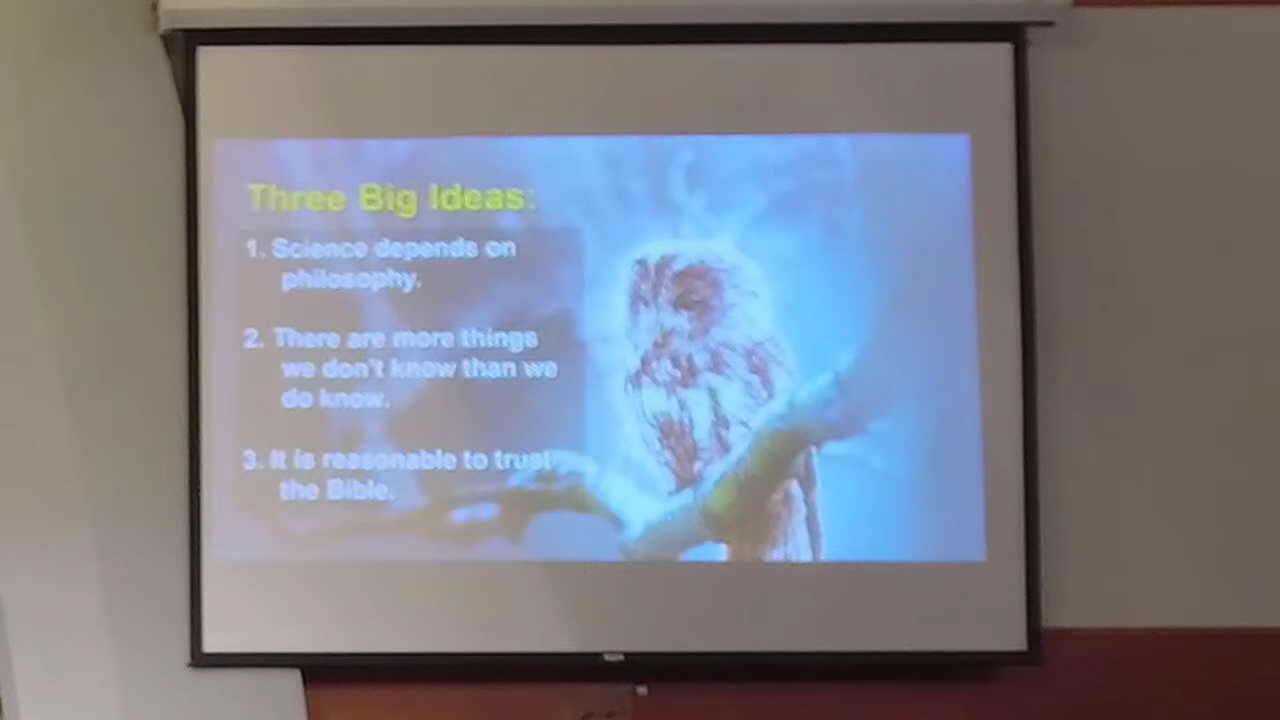 Three Big Ideas:
1. Science depends on
philosophy.
2. There are more things
we don't know than we
do know.
3. It is reasonable to trust
the Bible.